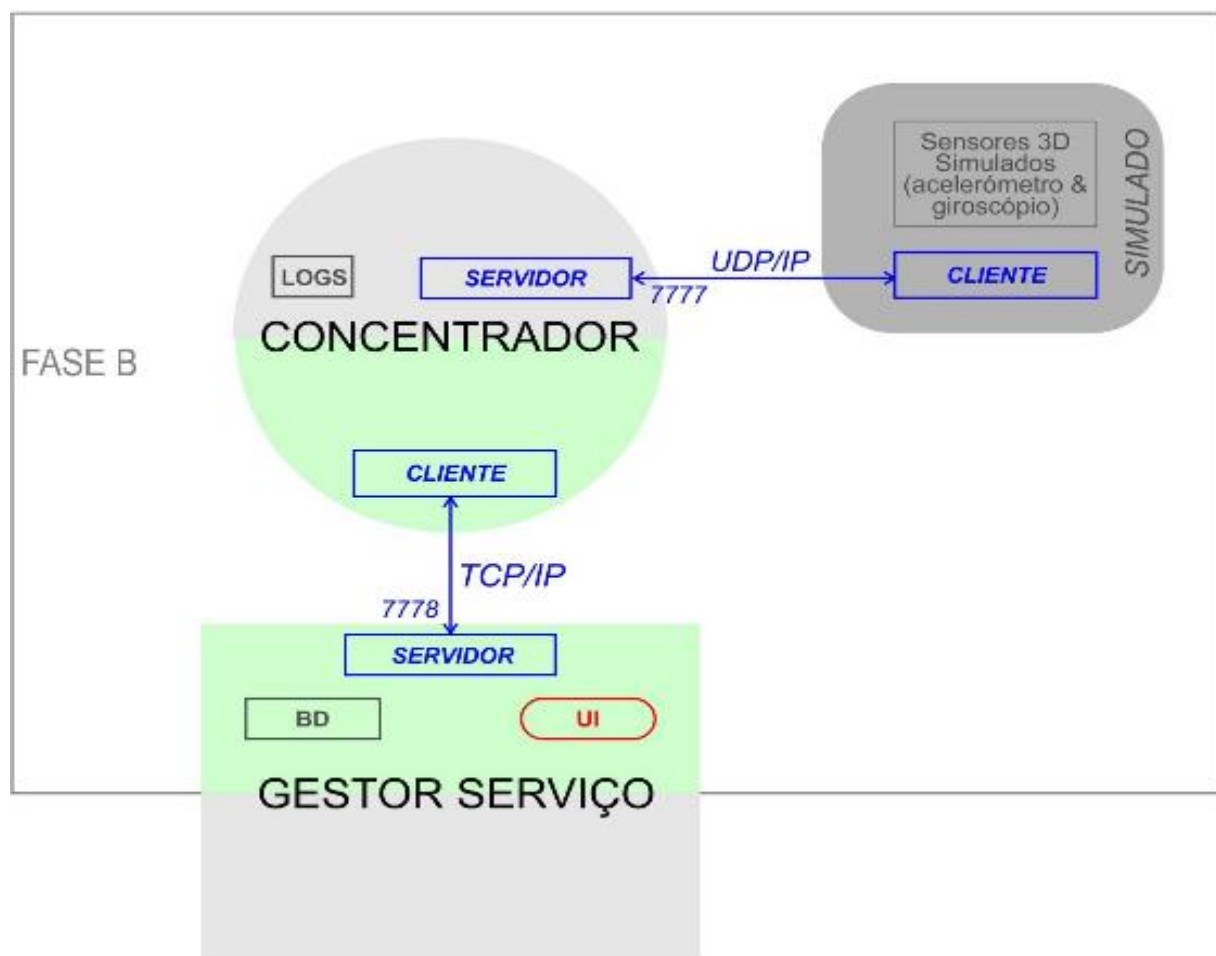 Sensores 3D
Simulados
(acelerómetro &
giroscópio)
SIMULADO
UDP/IP
LOGS
SERVIDOR
7777
CLIENTE
CONCENTRADOR
FASE B
CLIENTE
TCP/IP
7778
SERVIDOR
BD
UI
GESTOR SERVIÇO